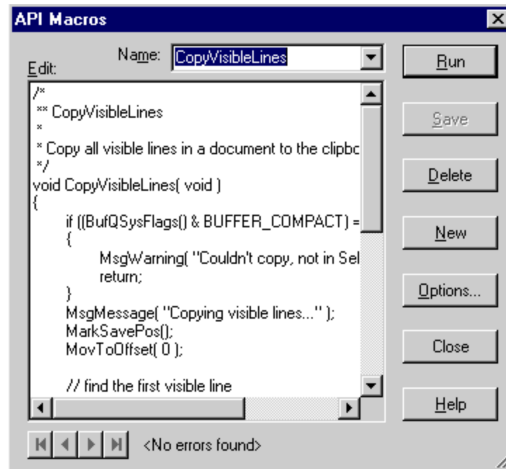 API Macros
Name: CopyVisibleLines
Edit:
/*
** CopyVisibleLines
*
* Copy all visible lines in a document to the clipbo
*/
void CopyVisibleLines( void )
{
if ((BufQSysFlags() & BUFFER_COMPACT) =
{
MsgWarning( "Couldn't copy, not in Sel
return;
}
MsgMessage( "Copying visible lines..." );
MarkSavePos();
MovToOffset( 0 );
// find the first visible line
<No errors found>
Run
Save
Delete
New
Options...
Close
Help